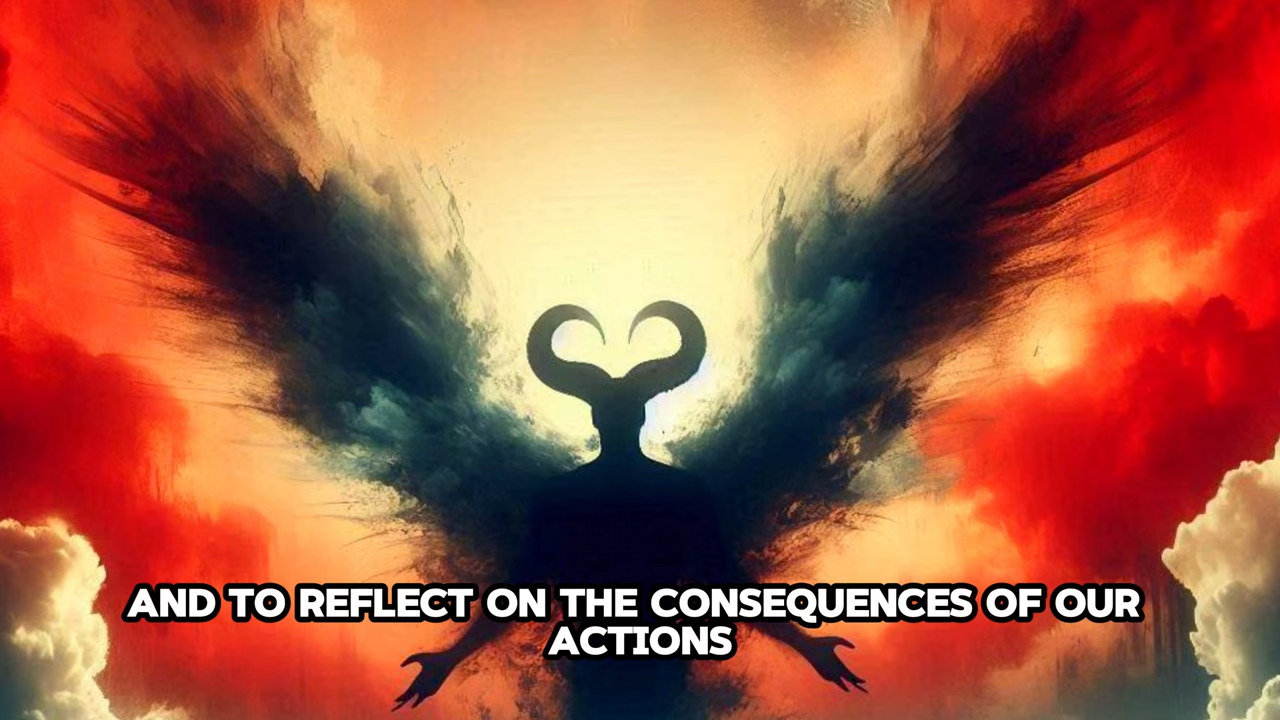 AND TO REFLECT ON THE CONSEQUENCES OF OUR
ACTIONS